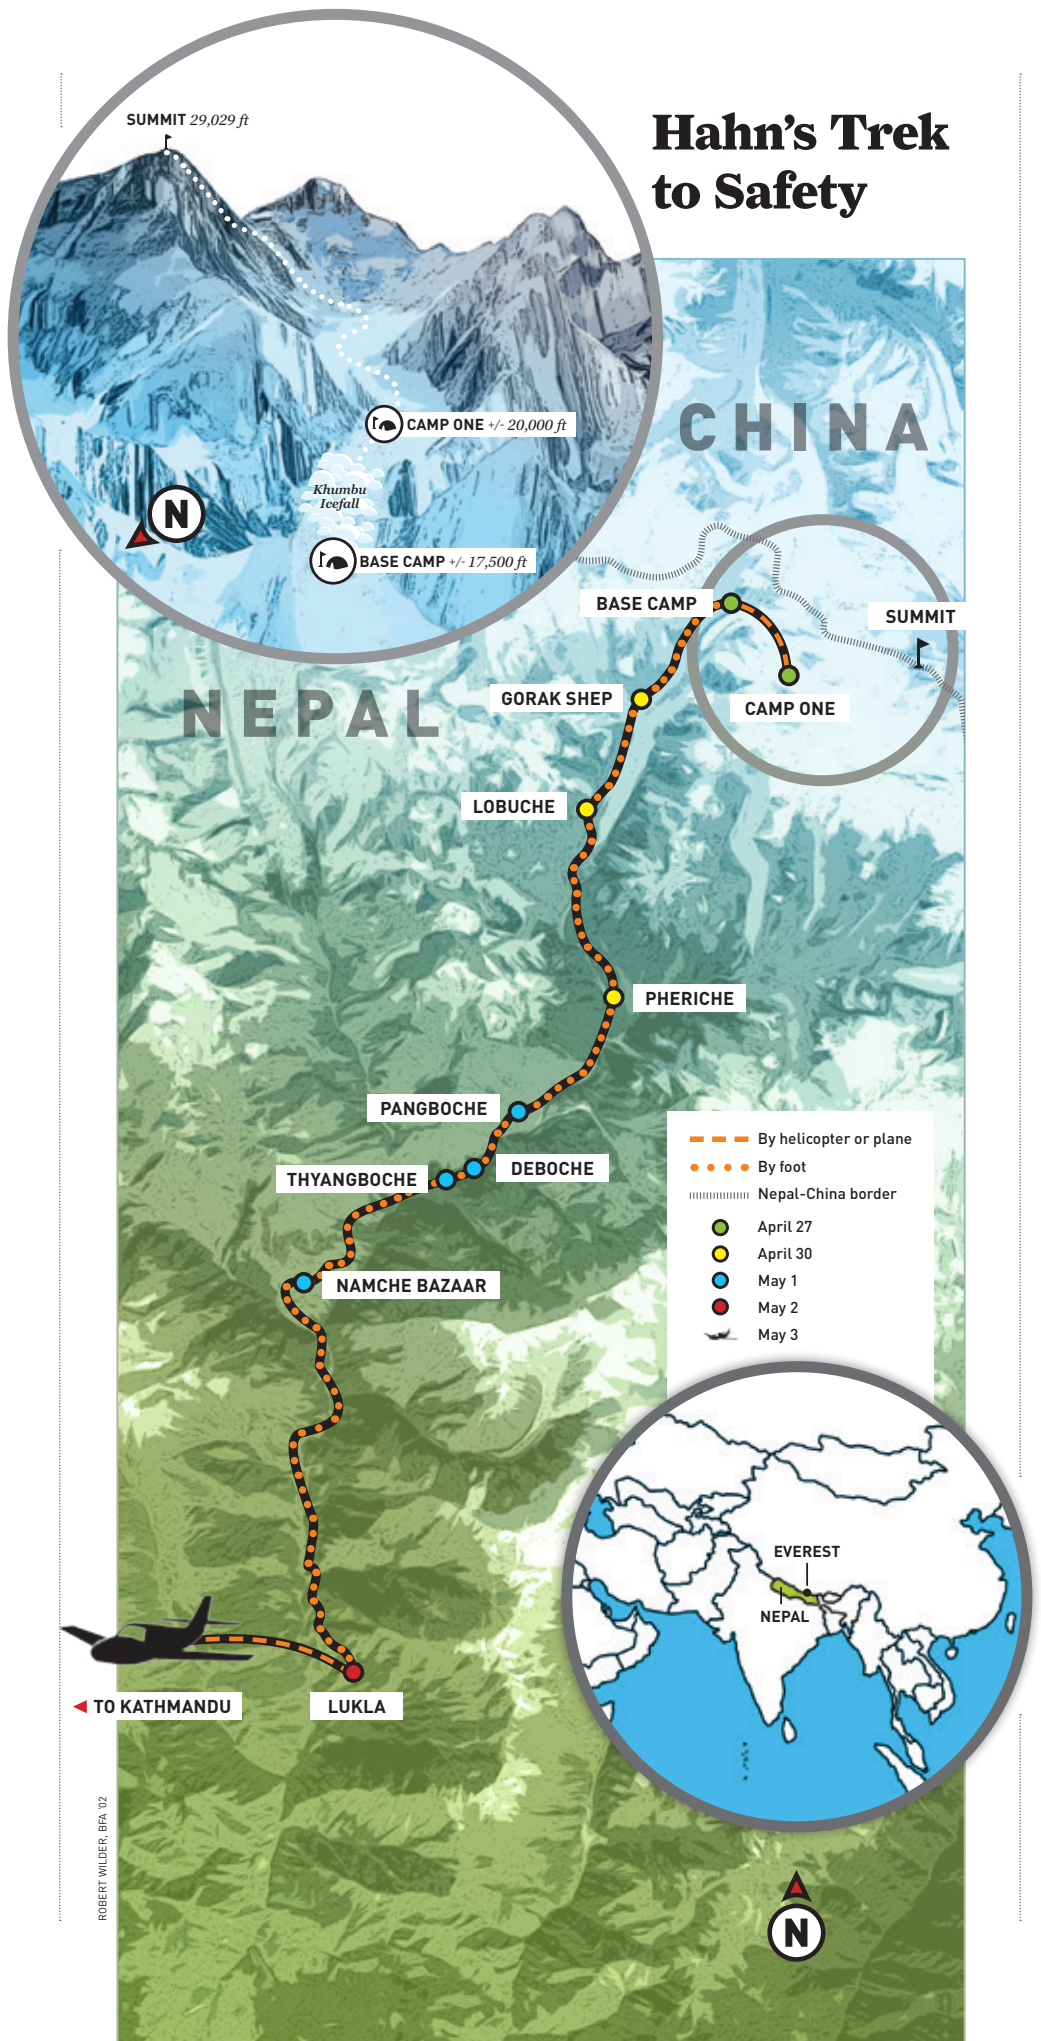 Hahn's Trek
to Safety
SUMMIT 29,029 ft
CAMP ONE +/- 20,000 ft
Khumbu
Icefall
N
BASE CAMP +/- 17,500 ft
CHINA
NEPAL
BASE CAMP
SUMMIT
CAMP ONE
GORAK SHEP
LOBUCHE
PHERICHE
PANGBOCHE
DEBOCHE
THYANGBOCHE
NAMCHE BAZAAR
By helicopter or plane
By foot
Nepal-China border
April 27
April 30
May 1
May 2
May 3
EVEREST
NEPAL
TO KATHMANDU
LUKLA
ROBERT WILDER, BFA '02
N